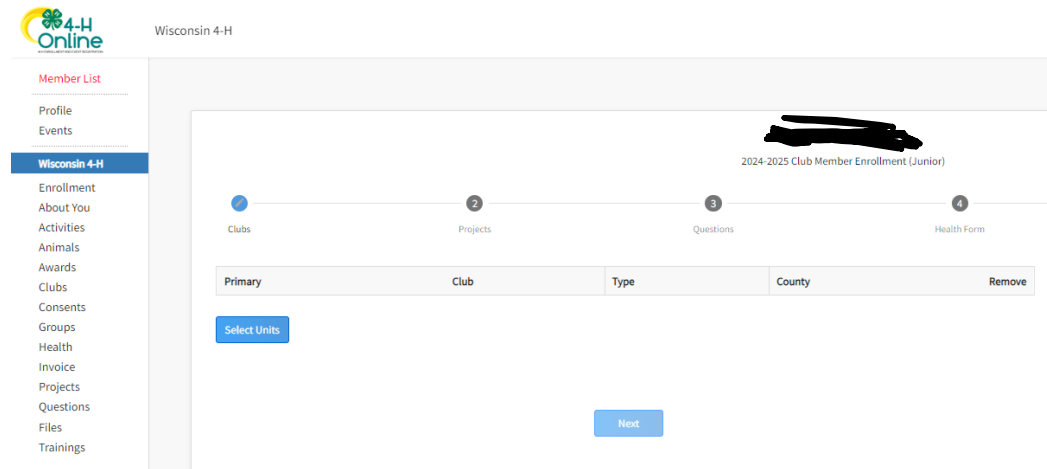 4-H
Online
Wisconsin 4-H
Member List
Profile
Events
Wisconsin 4-H
Enrollment
About You
Activities
Animals
Awards
Clubs
Consents
Groups
Health
Invoice
Projects
Questions
Files
Trainings
2024-2025 Club Member Enrollment (Junior)
2 3 4
Clubs Projects Questions Health Form
Primary Club Type County Remove
Select Units
Next